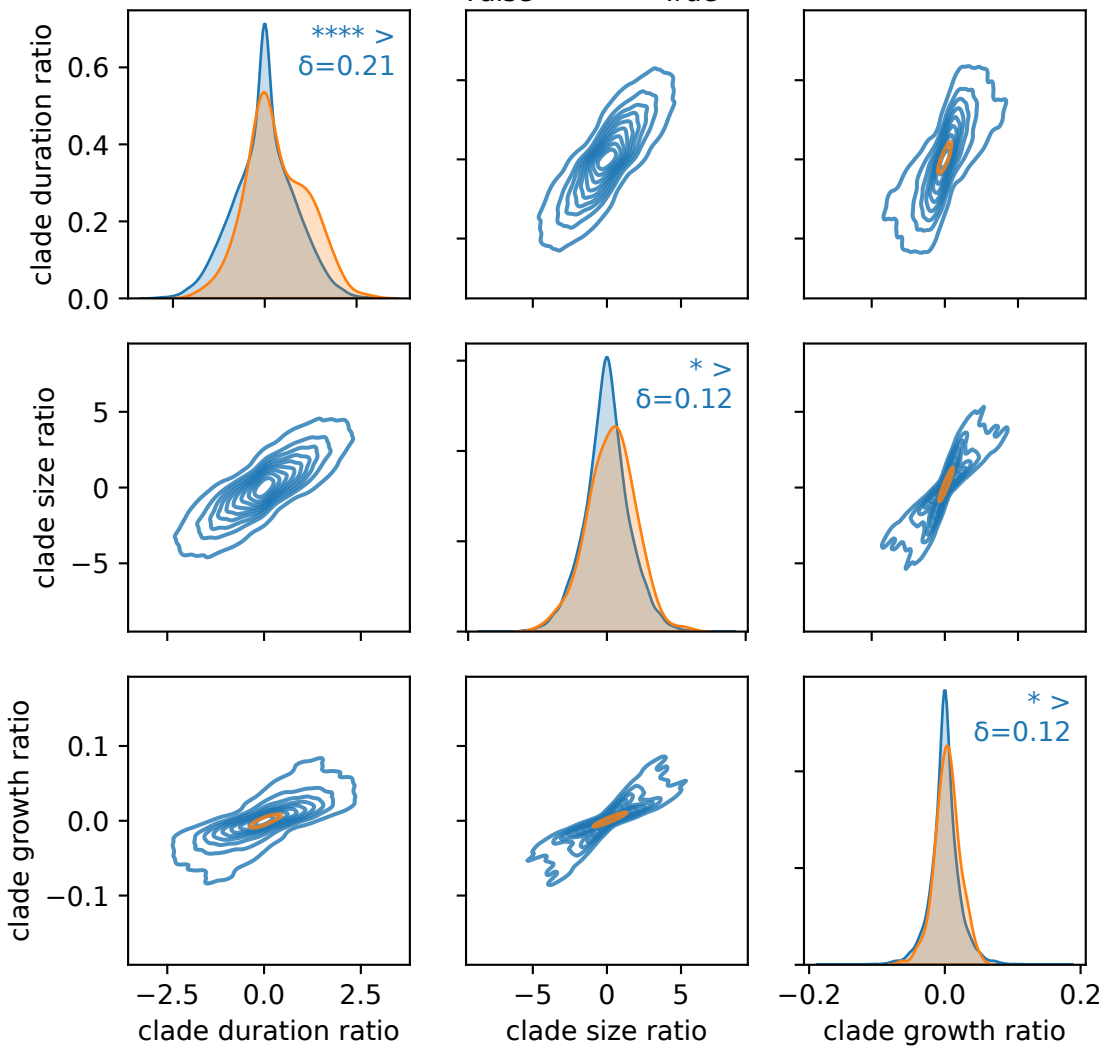 clade duration ratio
0.6
0.4
0.2
0.0
**** >
δ=0.21
clade size ratio
5
0
−5
* >
δ=0.12
clade growth ratio
0.1
0.0
−0.1
* >
δ=0.12
−2.5 0.0 2.5
−5 0 5
−0.2 0.0 0.2
clade duration ratio
clade size ratio
clade growth ratio